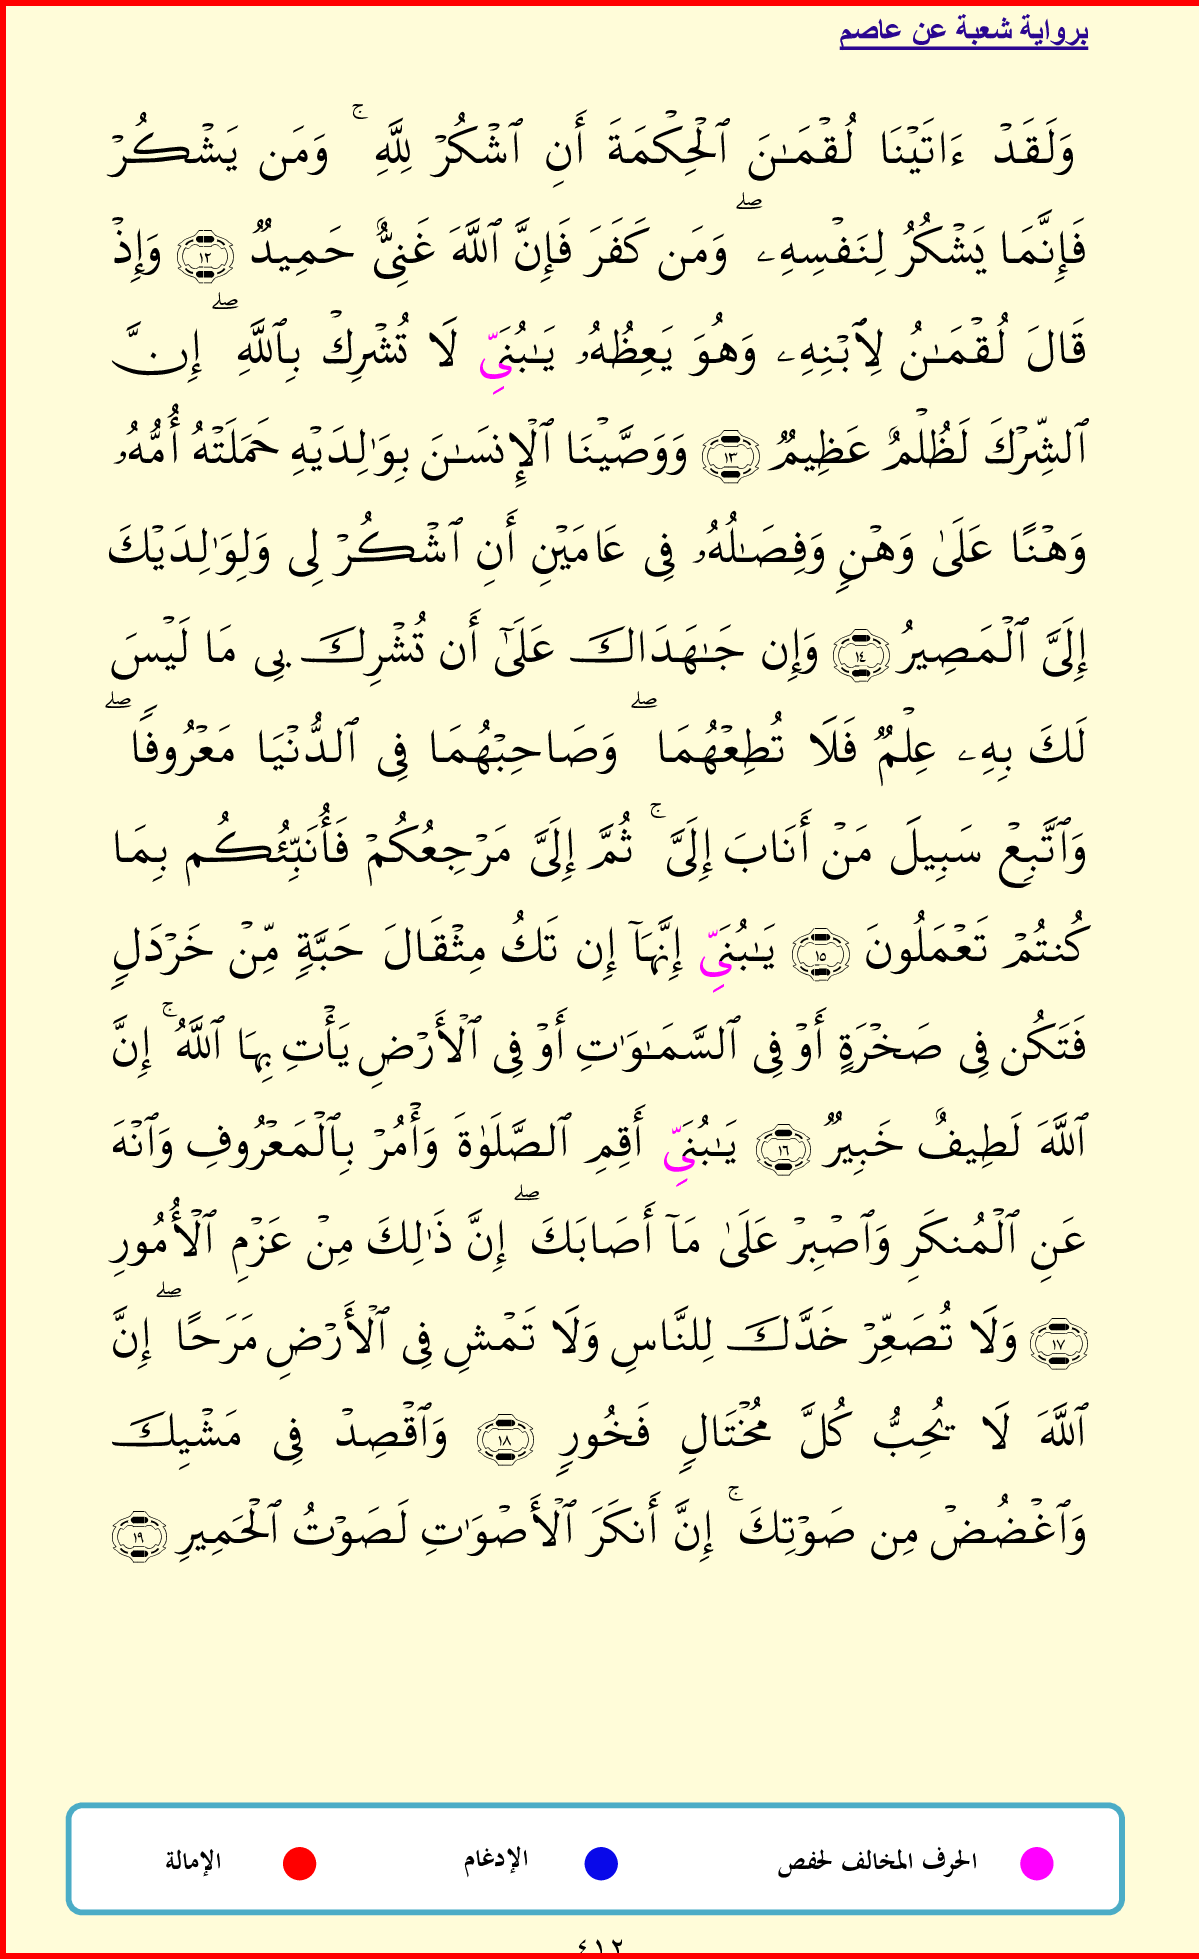 برواية شعبة عن عاصم
وَلَقَدۡ ءَاتَيۡنَا لُقۡمَـٰنَ ٱلۡحِكۡمَةَ أَنِ ٱشۡكُرۡ لِلَّهِۚ وَمَن يَشۡكُرۡ
فَإِنَّمَا يَشۡكُرُ لِنَفۡسِهِۦۖ وَمَن كَفَرَ فَإِنَّ ٱللَّهَ غَنِىٌّ حَمِيدٌ ١٢ وَإِذۡ
قَالَ لُقۡمَـٰنُ لِٱبۡنِهِۦ وَهُوَ يَعِظُهُۥ يَـٰبُنَىِّ لَا تُشۡرِكۡ بِٱللَّهِۖ إِنَّ
ٱلشِّرۡكَ لَظُلۡمٌ عَظِيمٌ ١٣ وَوَصَّيۡنَا ٱلۡإِنسَـٰنَ بِوَٰلِدَيۡهِ حَمَلَتۡهُ أُمُّهُۥ
وَهۡنًا عَلَىٰ وَهۡنٍ وَفِصَـٰلُهُۥ فِى عَامَيۡنِ أَنِ ٱشۡكُرۡ لِى وَلِوَٰلِدَيۡكَ
إِلَىَّ ٱلۡمَصِيرُ ١٤ وَإِن جَـٰهَدَاكَ عَلَىٰٓ أَن تُشۡرِكَ بِى مَا لَيۡسَ
لَكَ بِهِۦ عِلۡمٌ فَلَا تُطِعۡهُمَاۖ وَصَاحِبۡهُمَا فِى ٱلدُّنۡيَا مَعۡرُوفًاۖ
وَٱتَّبِعۡ سَبِيلَ مَنۡ أَنَابَ إِلَىَّۚ ثُمَّ إِلَىَّ مَرۡجِعُكُمۡ فَأُنَبِّئُكُم بِمَا
كُنتُمۡ تَعۡمَلُونَ ١٥ يَـٰبُنَىِّ إِنَّهَآ إِن تَكُ مِثۡقَالَ حَبَّةٍ مِّنۡ خَرۡدَلٍ
فَتَكُن فِى صَخۡرَةٍ أَوۡ فِى ٱلسَّمَـٰوَٰتِ أَوۡ فِى ٱلۡأَرۡضِ يَأۡتِ بِهَا ٱللَّهُۚ إِنَّ
ٱللَّهَ لَطِيفٌ خَبِيرٌ ١٦ يَـٰبُنَىِّ أَقِمِ ٱلصَّلَوٰةَ وَأۡمُرۡ بِٱلۡمَعۡرُوفِ وَٱنۡهَ
عَنِ ٱلۡمُنكَرِ وَٱصۡبِرۡ عَلَىٰ مَآ أَصَابَكَۖ إِنَّ ذَٰلِكَ مِنۡ عَزۡمِ ٱلۡأُمُورِ
١٧ وَلَا تُصَعِّرۡ خَدَّكَ لِلنَّاسِ وَلَا تَمۡشِ فِى ٱلۡأَرۡضِ مَرَحًاۖ إِنَّ
ٱللَّهَ لَا يُحِبُّ كُلَّ مُخۡتَالٍ فَخُورٍ ١٨ وَٱقۡصِدۡ فِى مَشۡيِكَ
وَٱغۡضُضۡ مِن صَوۡتِكَۚ إِنَّ أَنكَرَ ٱلۡأَصۡوَٰتِ لَصَوۡتُ ٱلۡحَمِيرِ ١٩
الحرف المخالف لحفص الإدغام الإمالة
٤١٢